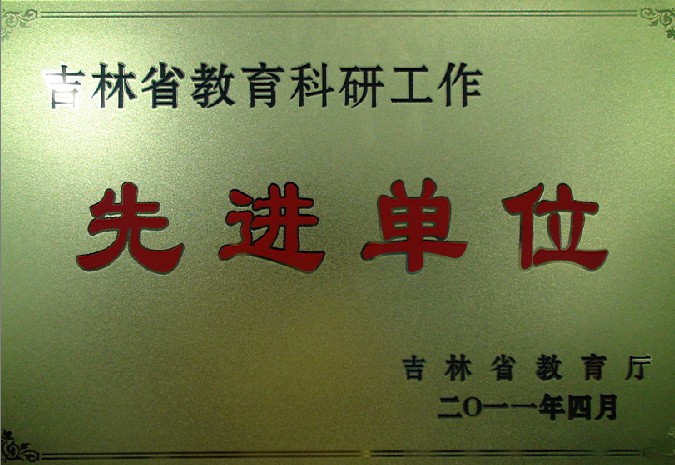 吉林省教育科研工作
先进单位
吉林省教育厅
二O一一年四月